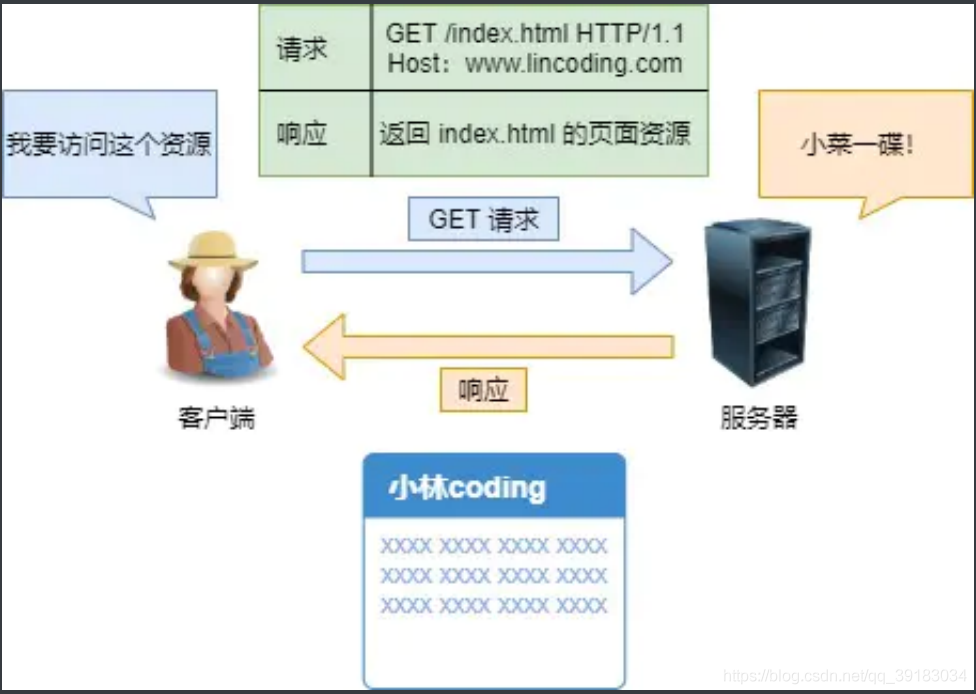 请求
GET /index.html HTTP/1.1
Host：www.lincoding.com
响应
返回 index.html 的页面资源
我要访问这个资源
小菜一碟！
GET 请求
响应
客户端
服务器
小林coding
XXXX XXXX XXXX XXXX
XXXX XXXX XXXX XXXX
XXXX XXXX XXXX XXXX
https://blog.csdn.net/qq_39183034